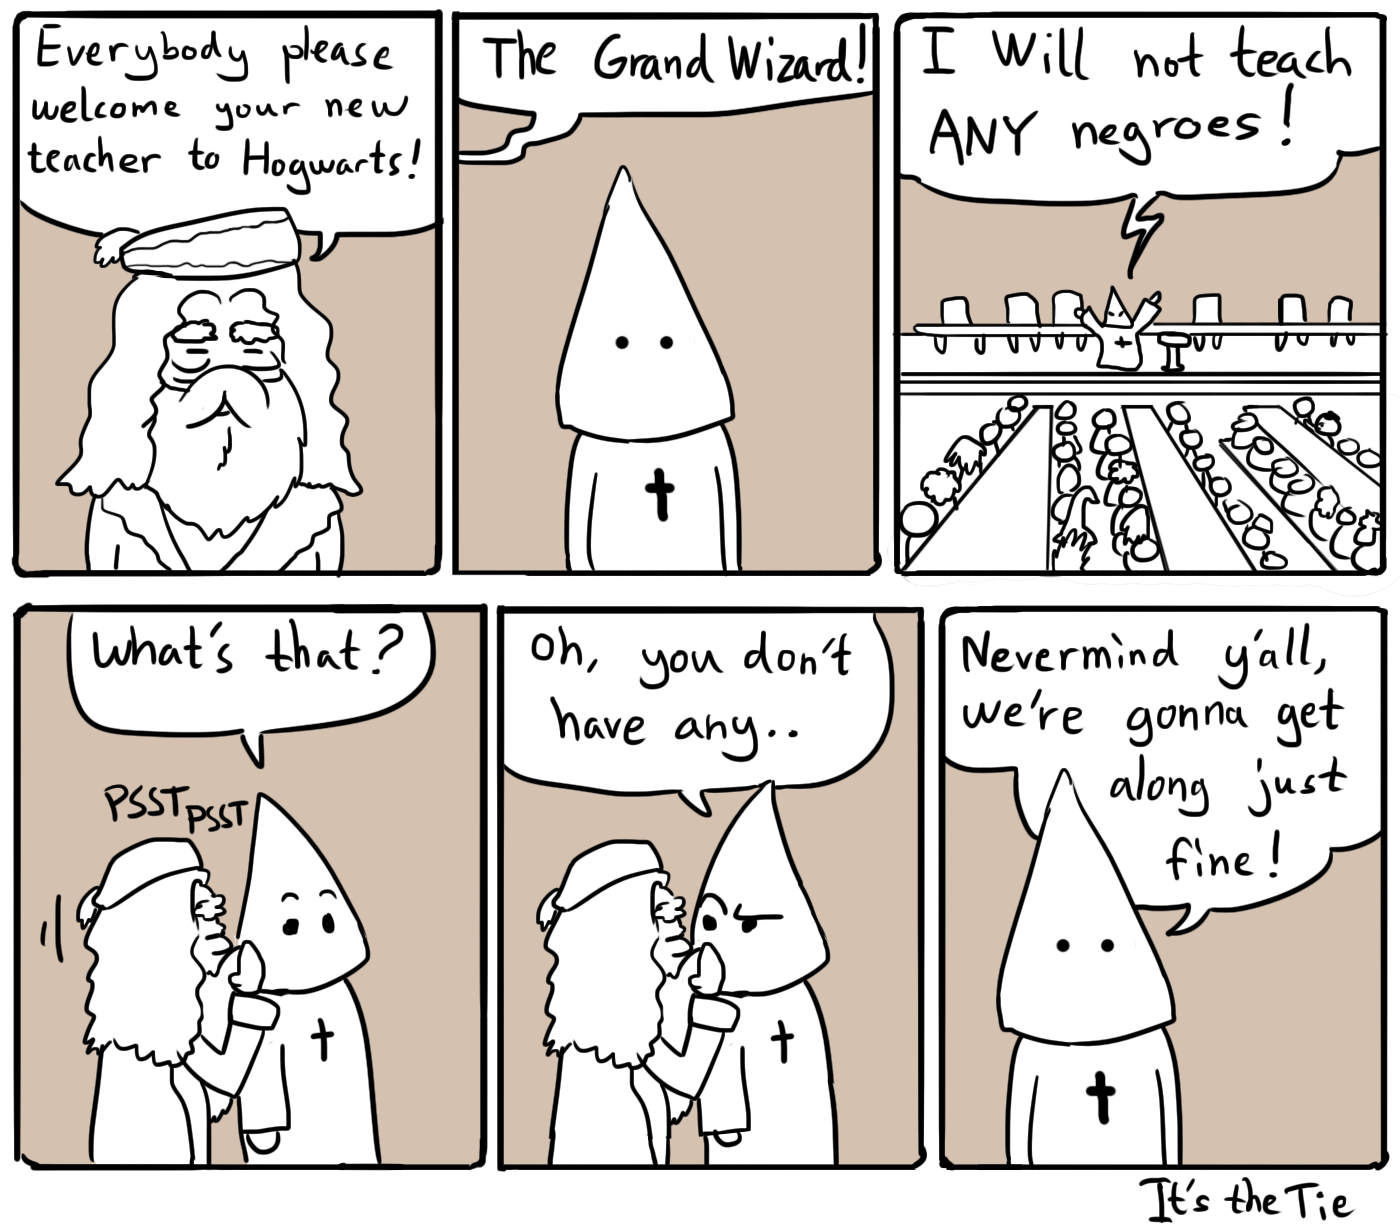 Everybody please
welcome your new
teacher to Hogwarts!
The Grand Wizard!
I Will not teach
ANY negroes!
What's that?
PSST PSST
Oh, you don't
have any..
Nevermind y'all,
we're gonna get
along just
fine!
It's the Tie